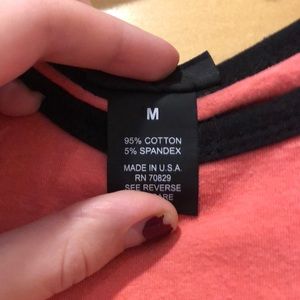 M
95% COTTON
5% SPANDEX
MADE IN U.S.A
RN 70829
SEE REVERSE